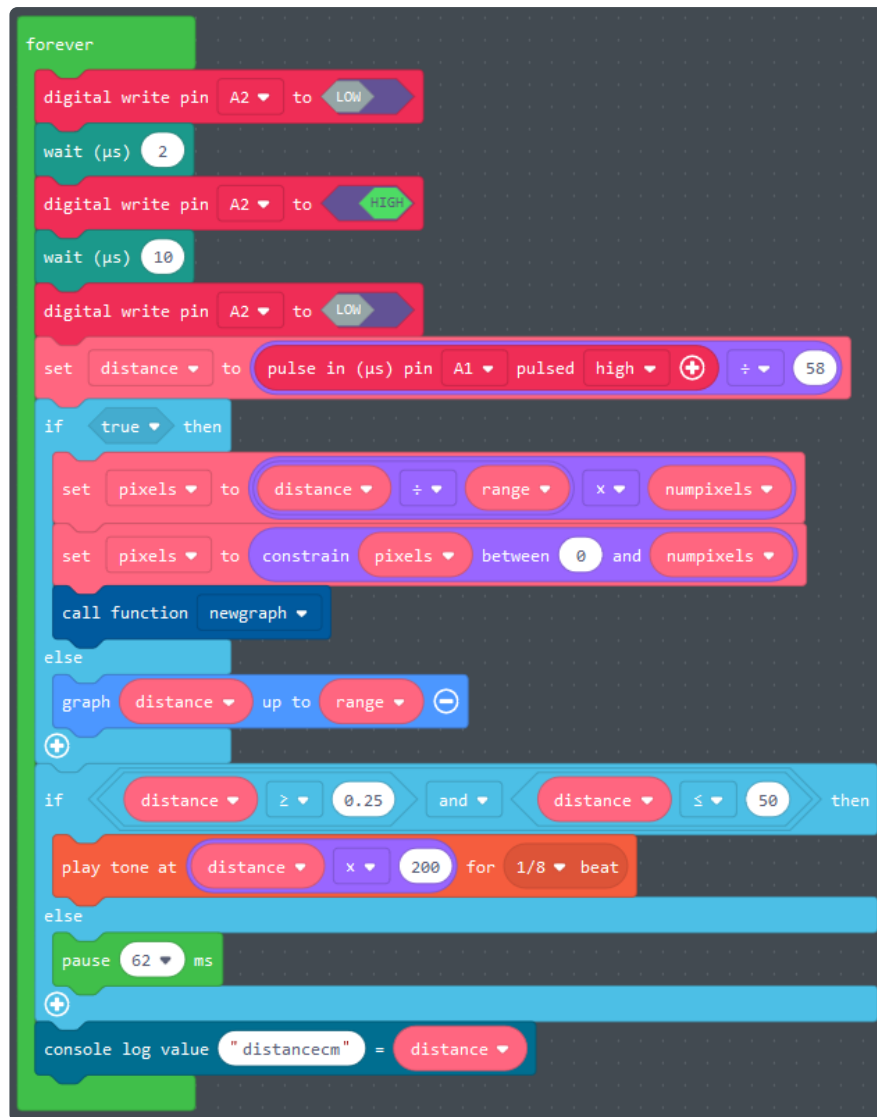 forever
digital write pin A2 to LOW
wait (µs) 2
digital write pin A2 to HIGH
wait (µs) 10
digital write pin A2 to LOW
set distance to pulse in (µs) pin A1 pulsed high ÷ 58
if true then
set pixels to distance ÷ range x numpixels
set pixels to constrain pixels between 0 and numpixels
call function newgraph
else
graph distance up to range
if distance ≥ 0.25 and distance ≤ 50 then
play tone at distance x 200 for 1/8 beat
else
pause 62 ms
console log value "distancecm" = distance